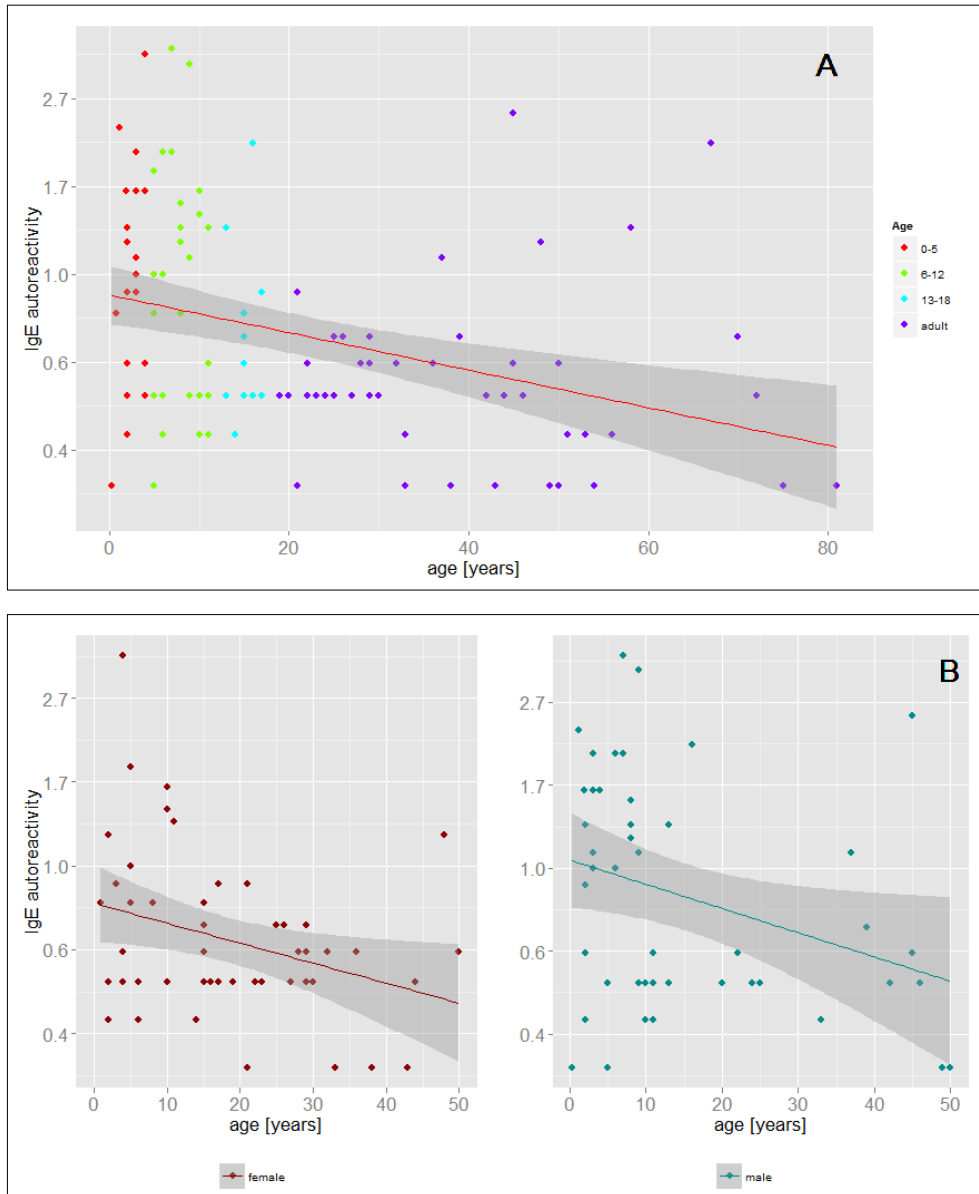 A
2.7
1.7
1.0
0.6
0.4
IgE autoreactivity
0 20 40 60 80
age [years]
Age
0-5
6-12
13-18
adult
B
2.7
1.7
1.0
0.6
0.4
IgE autoreactivity
0 10 20 30 40 50
age [years]
female
2.7
1.7
1.0
0.6
0.4
0 10 20 30 40 50
age [years]
male